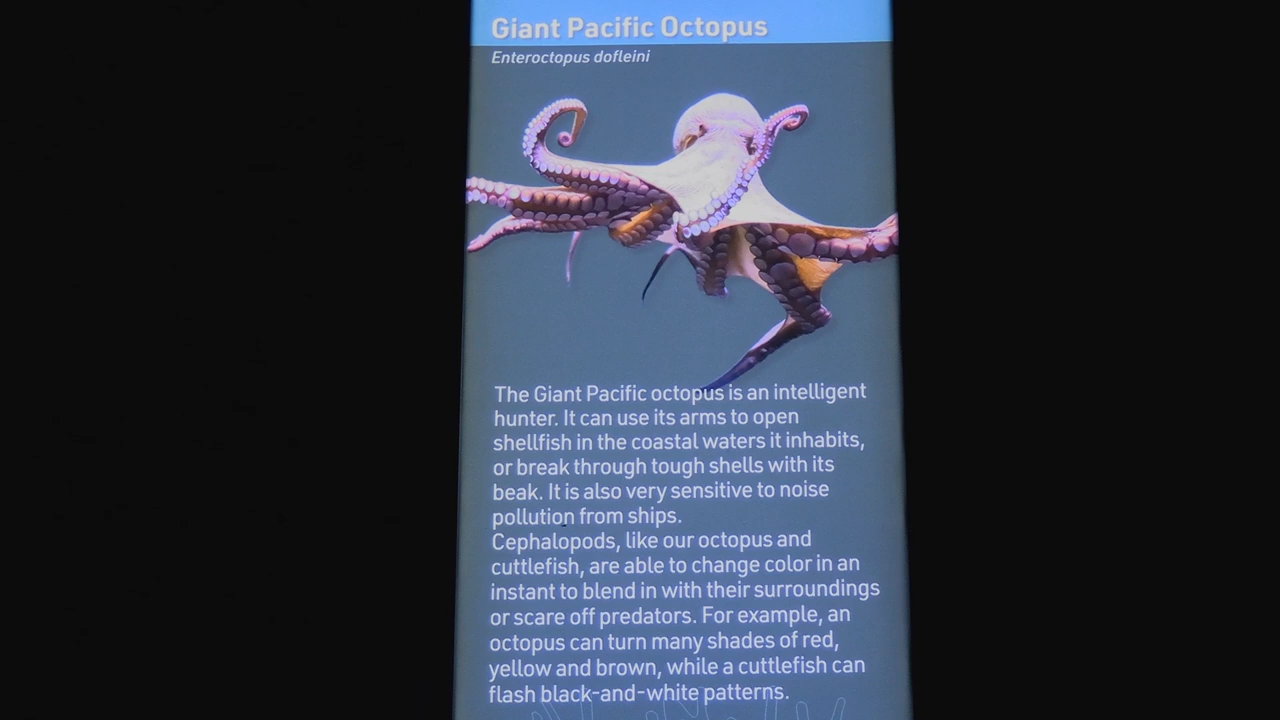 Giant Pacific Octopus
Enteroctopus dofleini
The Giant Pacific octopus is an intelligent
hunter. It can use its arms to open
shellfish in the coastal waters it inhabits,
or break through tough shells with its
beak. It is also very sensitive to noise
pollution from ships.
Cephalopods, like our octopus and
cuttlefish, are able to change color in an
instant to blend in with their surroundings
or scare off predators. For example, an
octopus can turn many shades of red,
yellow and brown, while a cuttlefish can
flash black-and-white patterns.